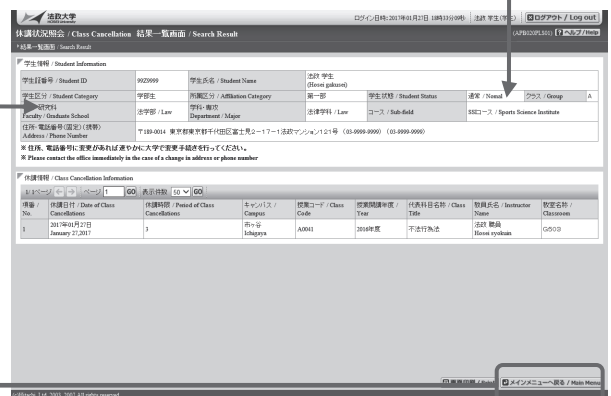 法政大学
HOSEI University
ログイン日時:2017年01月27日 18時33分09秒 法政 学生(学生) ログアウト / Log out
休講状況照会 / Class Cancellation 結果一覧画面 / Search Result
ヘルプ / Help
結果一覧画面 / Search Result
学生情報 / Student Information
学生証番号 / Student ID 99Z9999 学生氏名 / Student Name 法政 学生
(Hosei gakusei)
学生区分 / Student Category 学部生 所属区分 / Affiliation Category 第一部 学生状態 / Student Status 通常 / Nomal クラス / Group A
研究科
Faculty / Graduate School 法学部 / Law 学科・専攻
Department / Major 法律学科 / Law コース / Sub-field SSIコース / Sports Science Institute
住所・電話番号(固定)(携帯)
Address / Phone Number 〒189-0014 東京都東京都千代田区富士見2-17-1法政マンション121号 (03-9999-9999) (03-9999-9999)
※ 住所、電話番号に変更があれば速やかに大学で変更手続きを行ってください。
※ Please contact the office immediately in the case of a change in address or phone number
休講情報 / Class Cancellation Infomation
1/1ページ ページ 1 GO 表示件数 50 GO
項番 /
No. 休講日付 / Date of Class
Cancellations 休講時限 / Period of Class
Cancellations キャンパス /
Campus 授業コード / Class
Code 授業開講年度 /
Year 代表科目名称 / Class
Title 教員氏名 / Instructor
Name 教室名称 /
Classroom
1 2017年01月27日
January 27,2017 3 市ヶ谷
Ichigaya A0041 2016年度 不法行為法 法政 職員
Hosei syokuin G503
メインメニューへ戻る / Main Menu